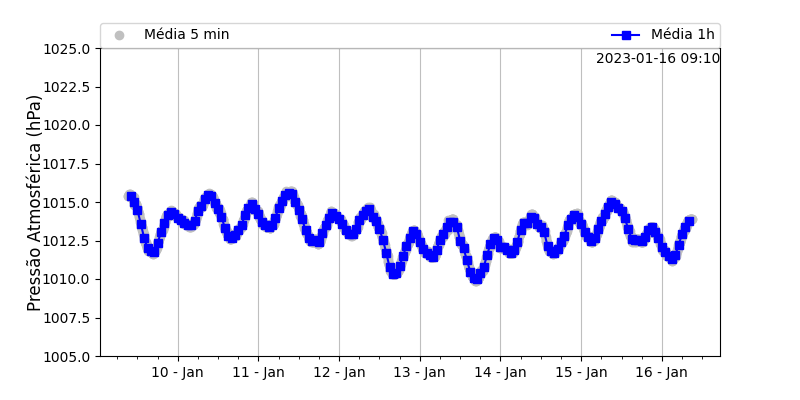 Média 5 min
Média 1h
2023-01-16 09:10
Pressão Atmosférica (hPa)
1025.0
1022.5
1020.0
1017.5
1015.0
1012.5
1010.0
1007.5
1005.0
10 - Jan
11 - Jan
12 - Jan
13 - Jan
14 - Jan
15 - Jan
16 - Jan